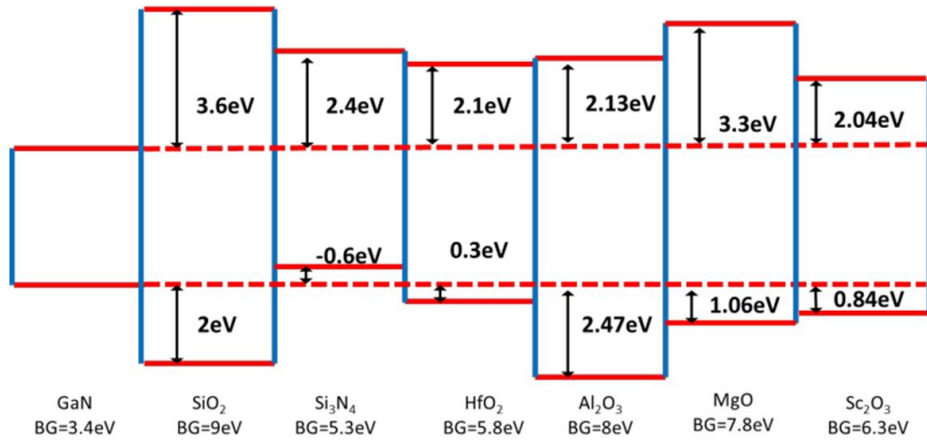 3.6eV
2.4eV
2.1eV
2.13eV
3.3eV
2.04eV
-0.6eV
0.3eV
2eV
2.47eV
1.06eV
0.84eV
GaN
BG=3.4eV
SiO₂
BG=9eV
Si₃N₄
BG=5.3eV
HfO₂
BG=5.8eV
Al₂O₃
BG=8eV
MgO
BG=7.8eV
Sc₂O₃
BG=6.3eV